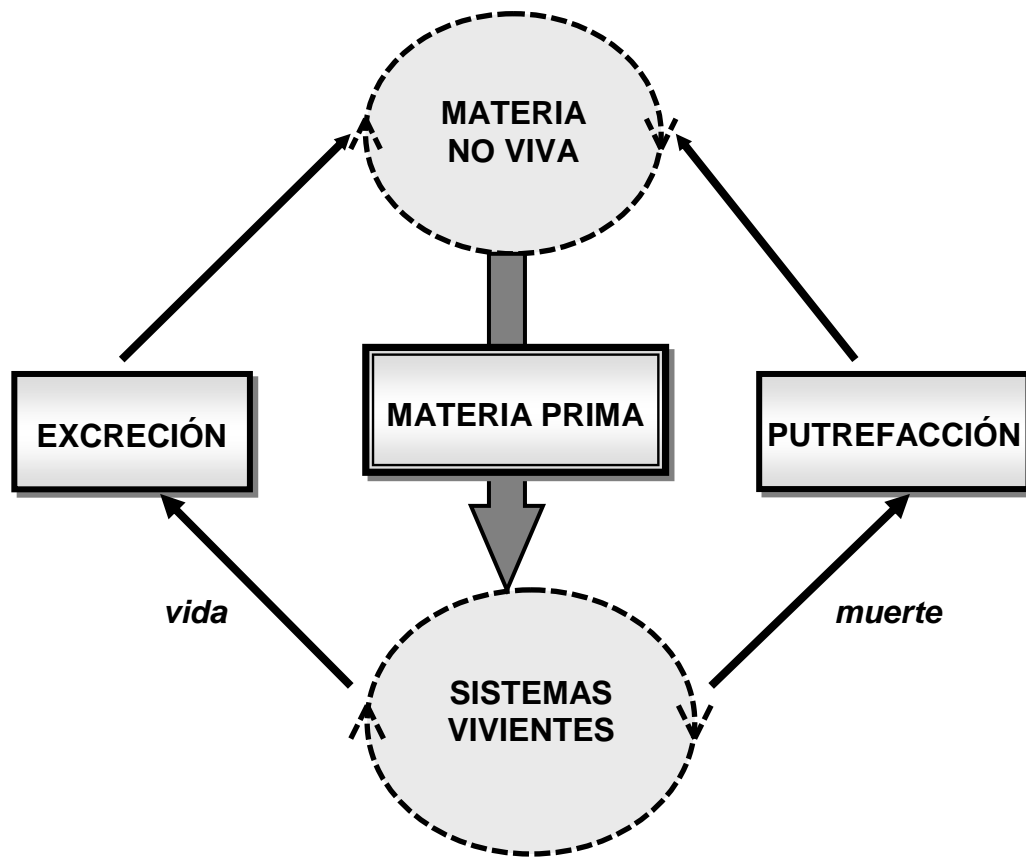 MATERIA
NO VIVA
EXCRECIÓN
MATERIA PRIMA
PUTREFACCIÓN
vida
muerte
SISTEMAS
VIVIENTES